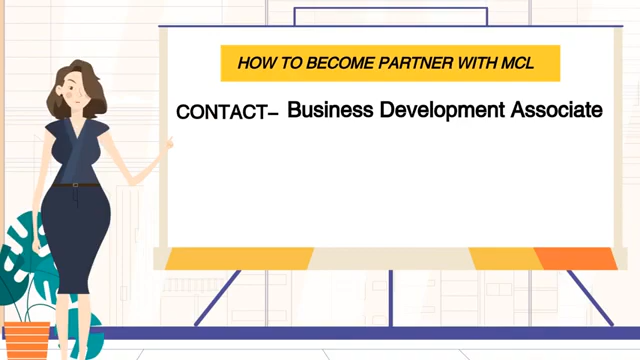 HOW TO BECOME PARTNER WITH MCL
CONTACT– Business Development Associate